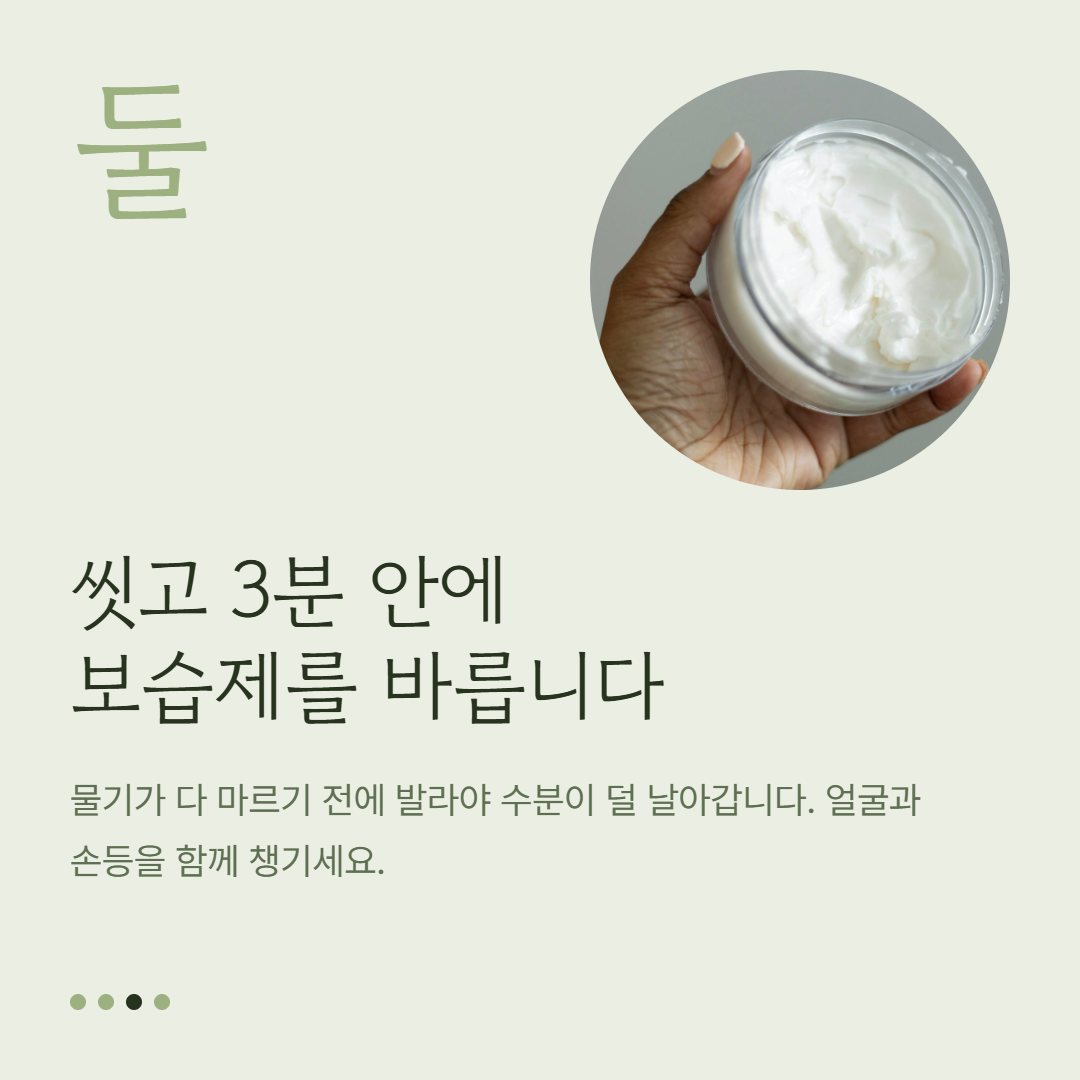 둘
씻고 3분 안에
보습제를 바릅니다
물기가 다 마르기 전에 발라야 수분이 덜 날아갑니다. 얼굴과
손등을 함께 챙기세요.